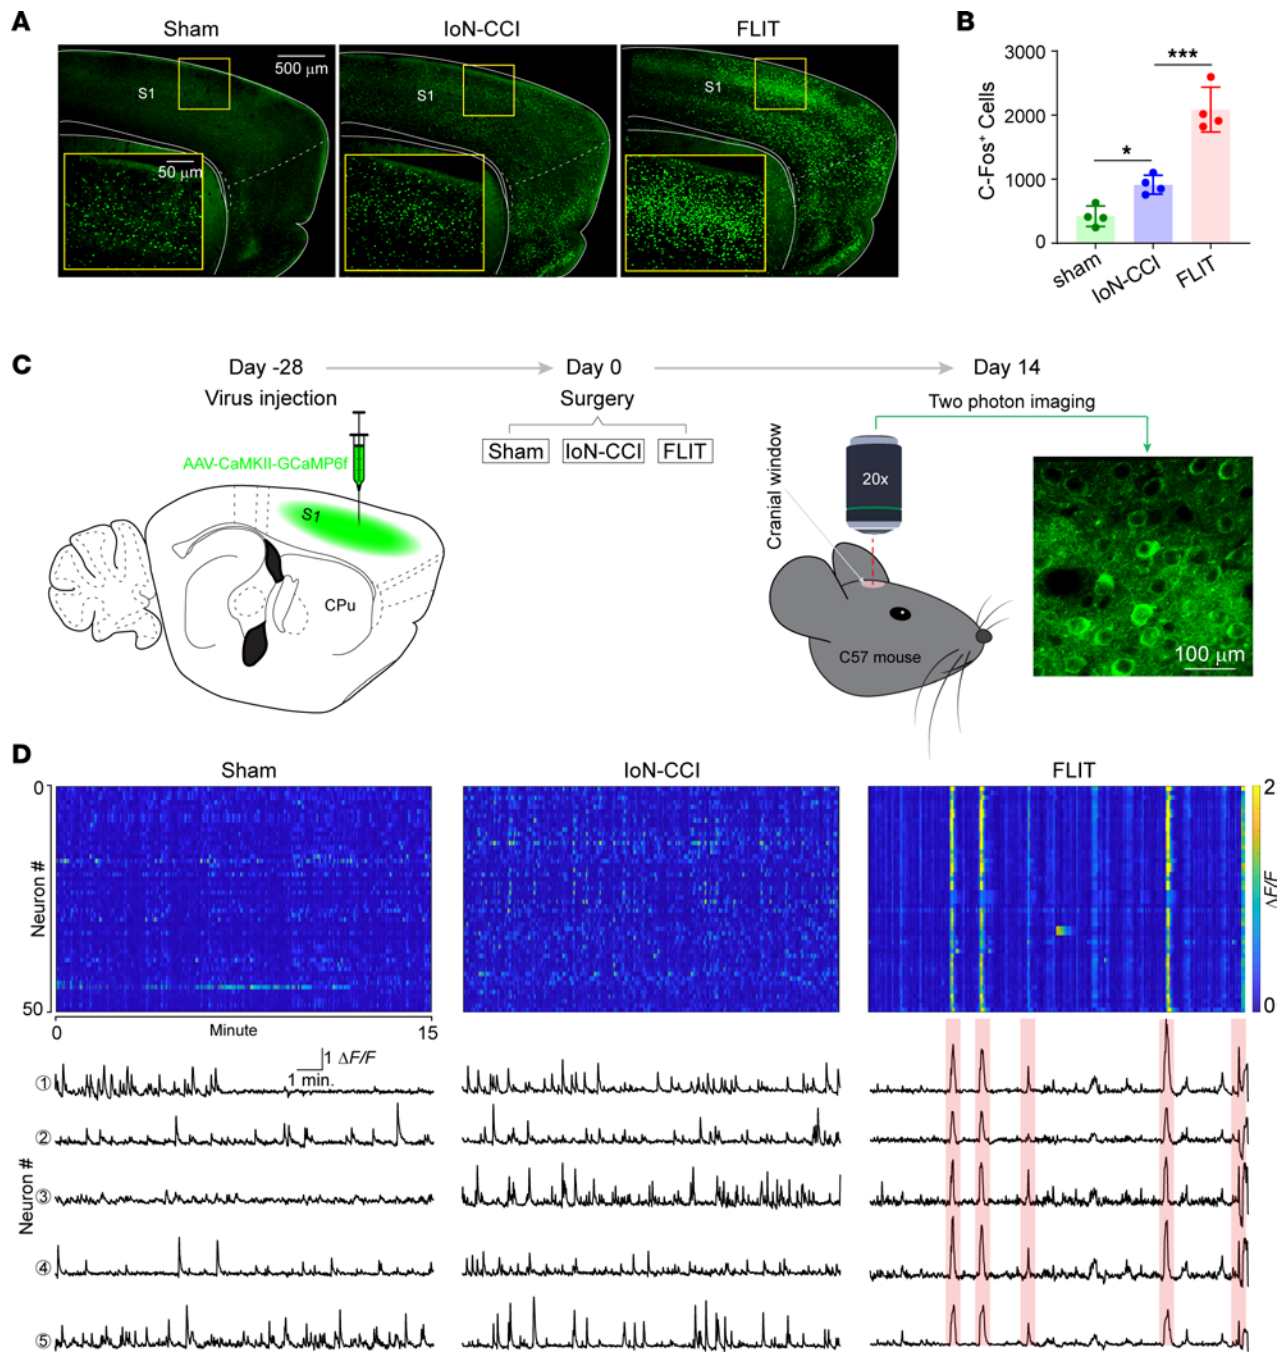 A
Sham
IoN-CCI
FLIT
500 μm
S1
S1
S1
50 μm
B
3000
2000
1000
0
C-Fos+ Cells
*
***
sham
IoN-CCI
FLIT
C
Day -28
Day 0
Day 14
Virus injection
Surgery
Two photon imaging
Sham
IoN-CCI
FLIT
AAV-CaMKII-GCaMP6f
S1
CPu
Cranial window
20x
C57 mouse
100 μm
D
Sham
IoN-CCI
FLIT
0
50
Neuron #
0
Minute
15
2
0
ΔF/F
1 ΔF/F
1 min.
Neuron #
①
②
③
④
⑤